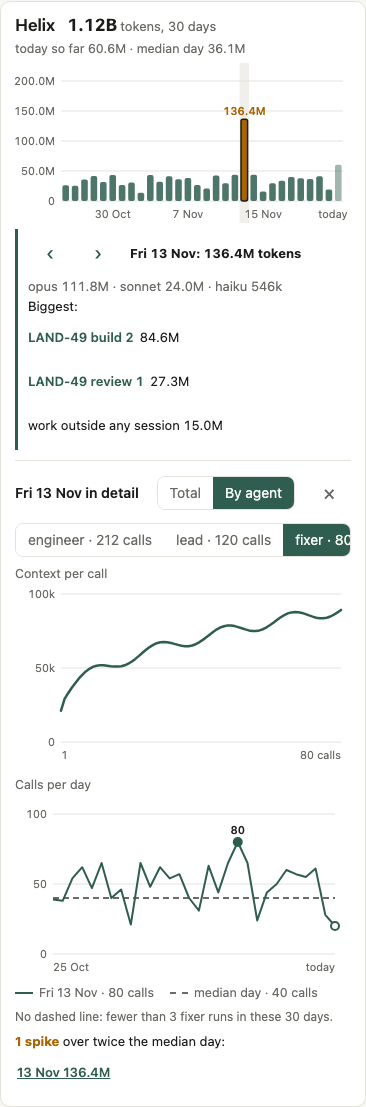 Helix 1.12B tokens, 30 days
today so far 60.6M · median day 36.1M
200.0M
150.0M
136.4M
100.0M
50.0M
0
30 Oct 7 Nov 15 Nov today
‹ › Fri 13 Nov: 136.4M tokens
opus 111.8M · sonnet 24.0M · haiku 546k
Biggest:
LAND-49 build 2 84.6M
LAND-49 review 1 27.3M
work outside any session 15.0M
Fri 13 Nov in detail Total By agent ×
engineer · 212 calls lead · 120 calls fixer · 80
Context per call
100k
50k
0
1 80 calls
Calls per day
100
80
50
0
25 Oct today
Fri 13 Nov · 80 calls median day · 40 calls
No dashed line: fewer than 3 fixer runs in these 30 days.
1 spike over twice the median day:
13 Nov 136.4M